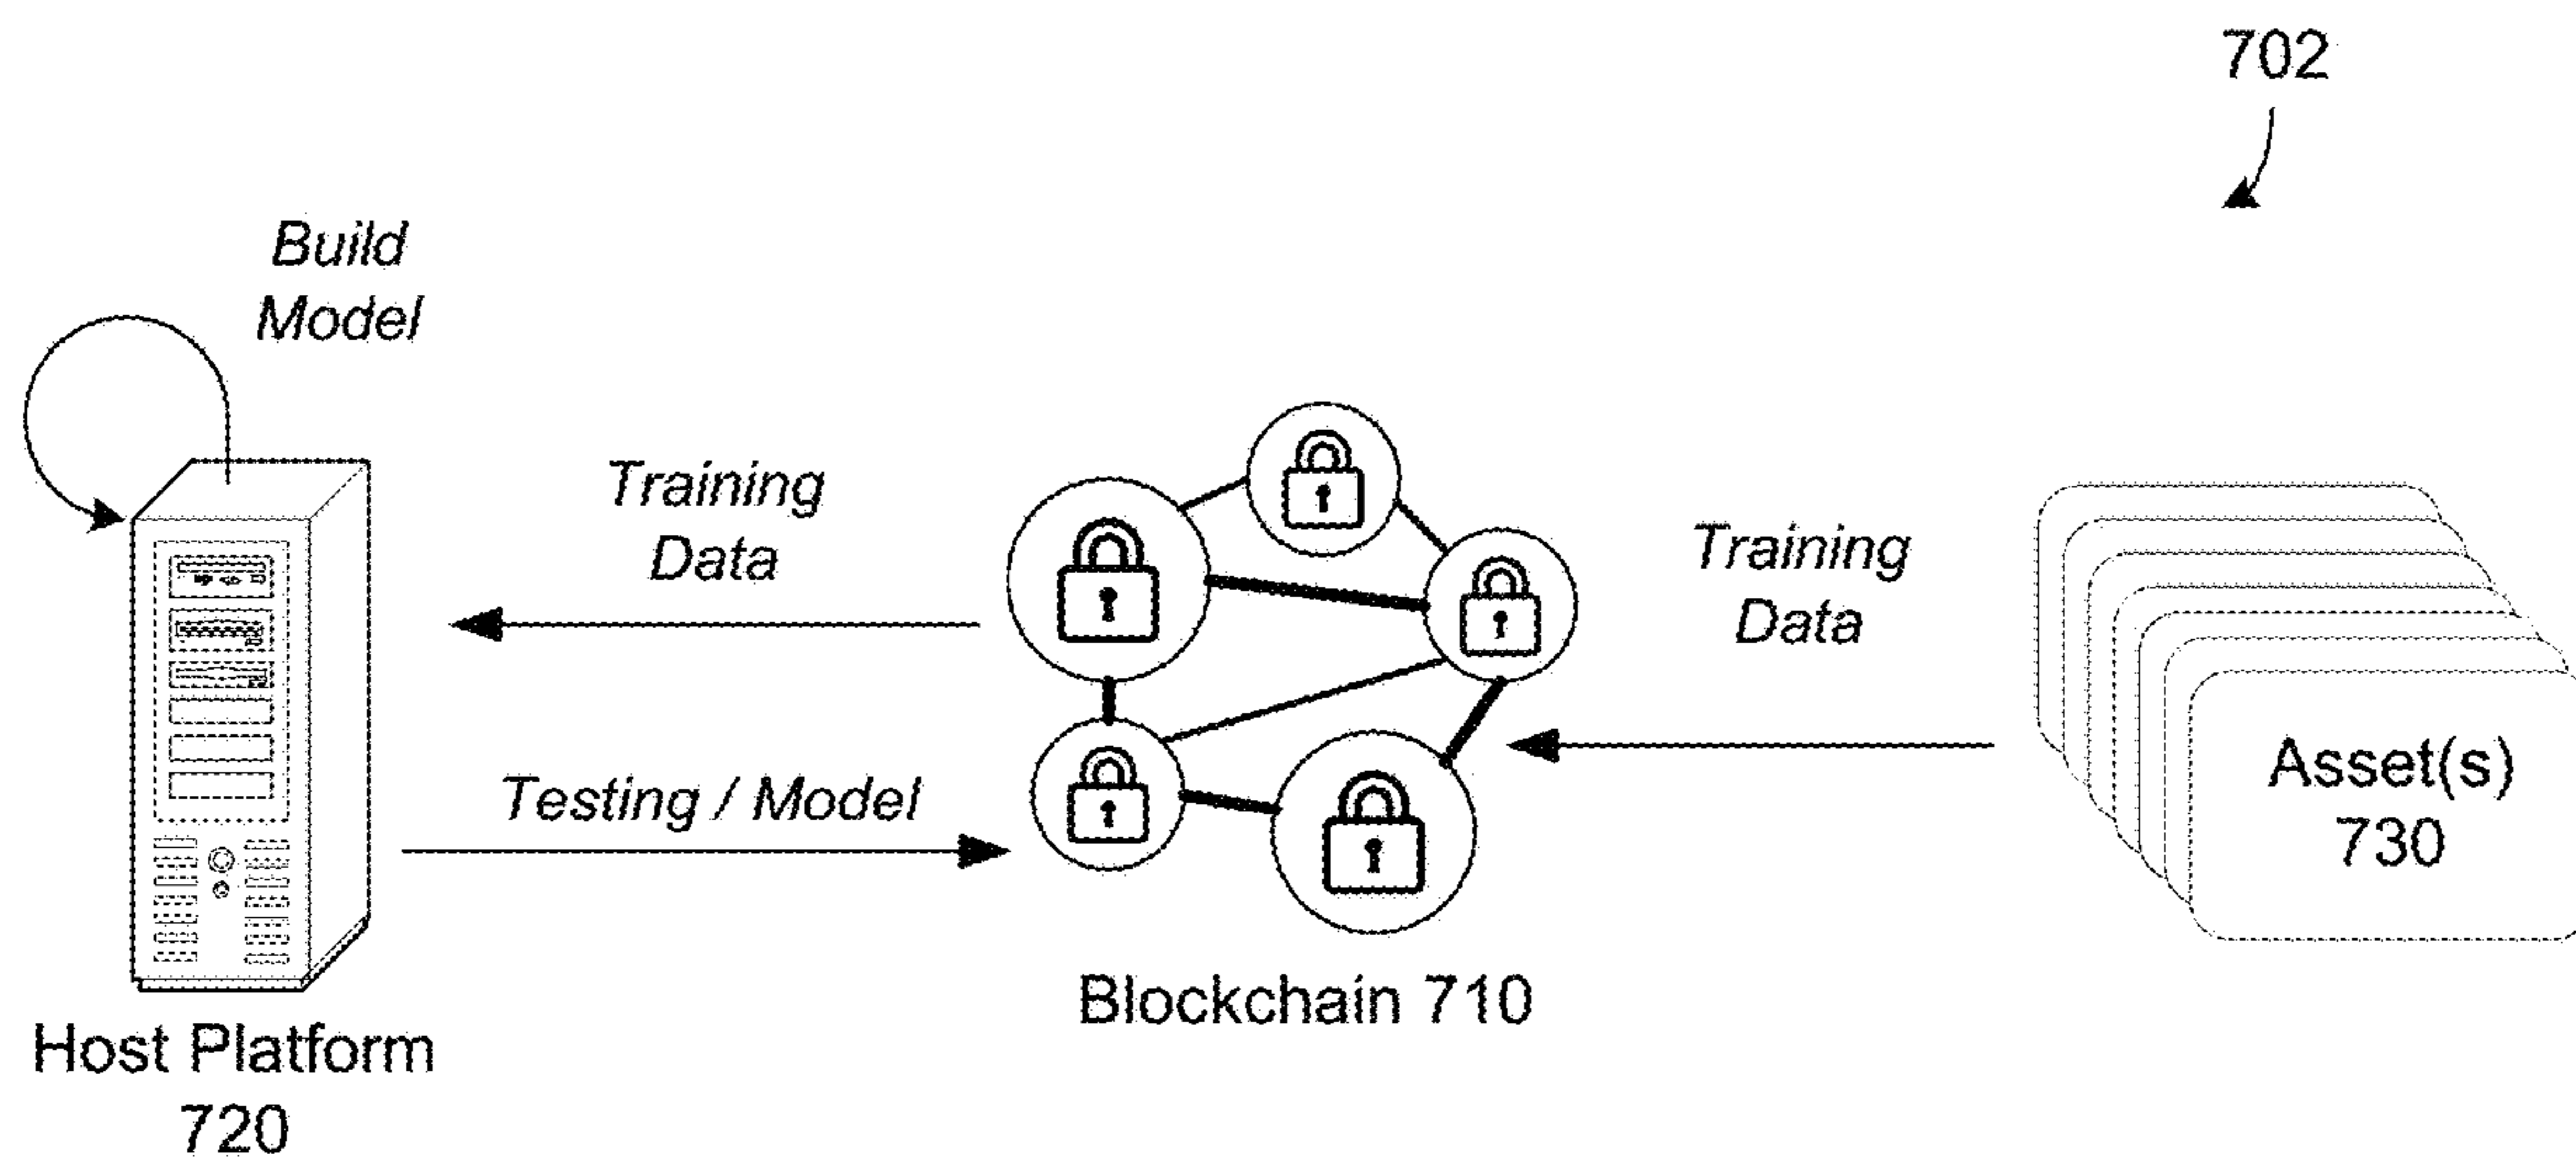 702
Build
Model
Training
Data
Training
Data
Testing / Model
Asset(s)
730
Blockchain 710
Host Platform
720